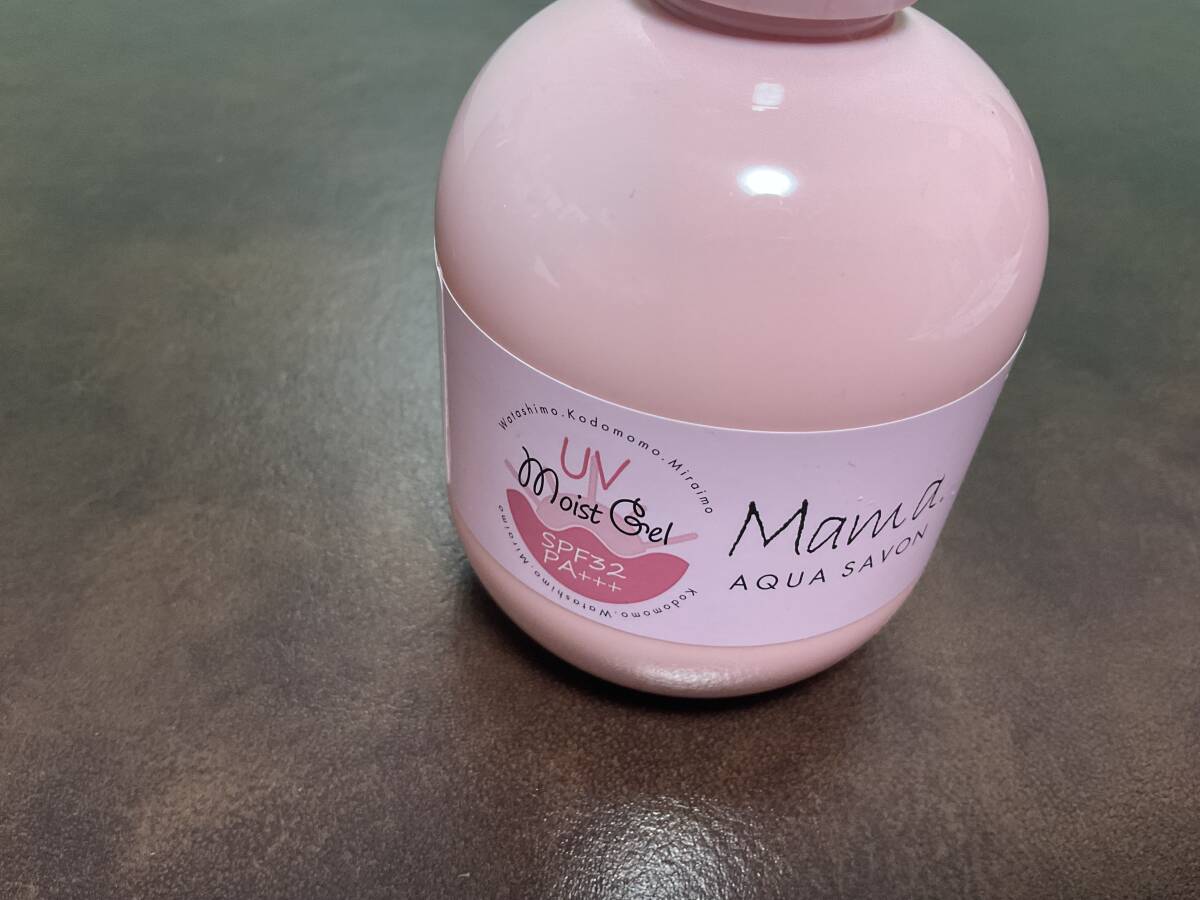 Watashimo.Kodomomo.Miraimo
UV
Moist Gel
SPF32
PA+++
Kodomomo.Watashimo.Miraimo
Mama.
AQUA SAVON